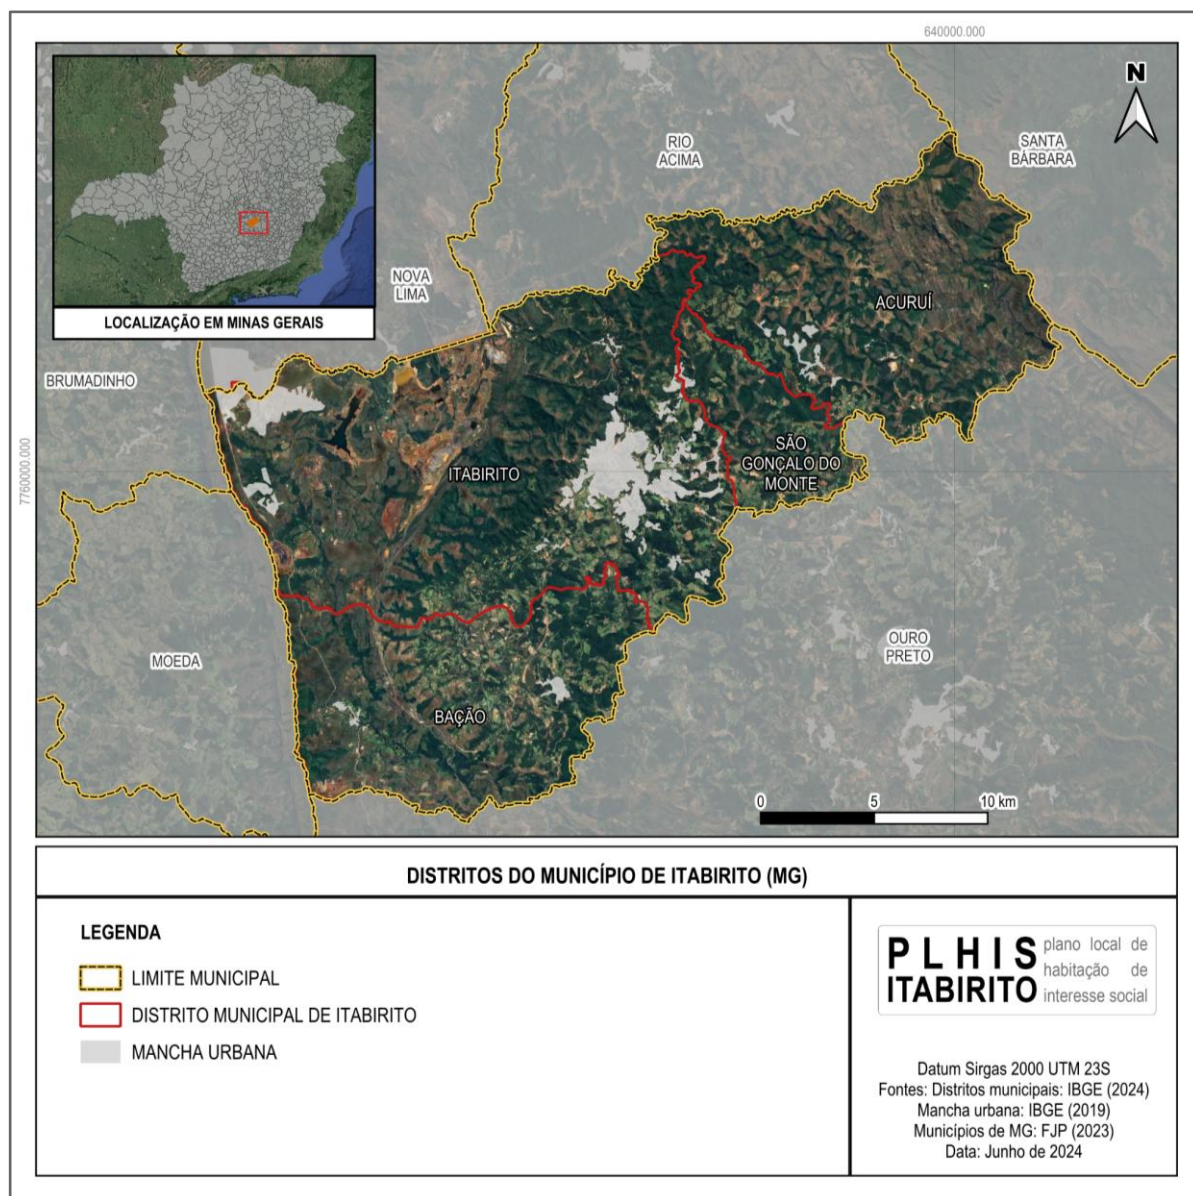 640000.000
N
RIO
ACIMA
SANTA
BÁRBARA
NOVA
LIMA
ACURUÍ
LOCALIZAÇÃO EM MINAS GERAIS
BRUMADINHO
7760000.000
ITABIRITO
SÃO
GONÇALO DO
MONTE
MOEDA
OURO
PRETO
BAÇÃO
0 5 10 km
DISTRITOS DO MUNICÍPIO DE ITABIRITO (MG)
LEGENDA
LIMITE MUNICIPAL
DISTRITO MUNICIPAL DE ITABIRITO
MANCHA URBANA
PLHIS
ITABIRITO
plano local de
habitação de
interesse social
Datum Sirgas 2000 UTM 23S
Fontes: Distritos municipais: IBGE (2024)
Mancha urbana: IBGE (2019)
Municípios de MG: FJP (2023)
Data: Junho de 2024